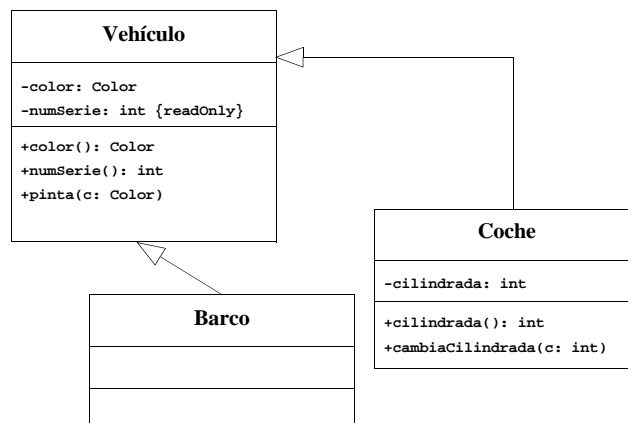 Vehículo
-color: Color
-numSerie: int {readOnly}
+color(): Color
+numSerie(): int
+pinta(c: Color)
Coche
-cilindrada: int
+cilindrada(): int
+cambiaCilindrada(c: int)
Barco